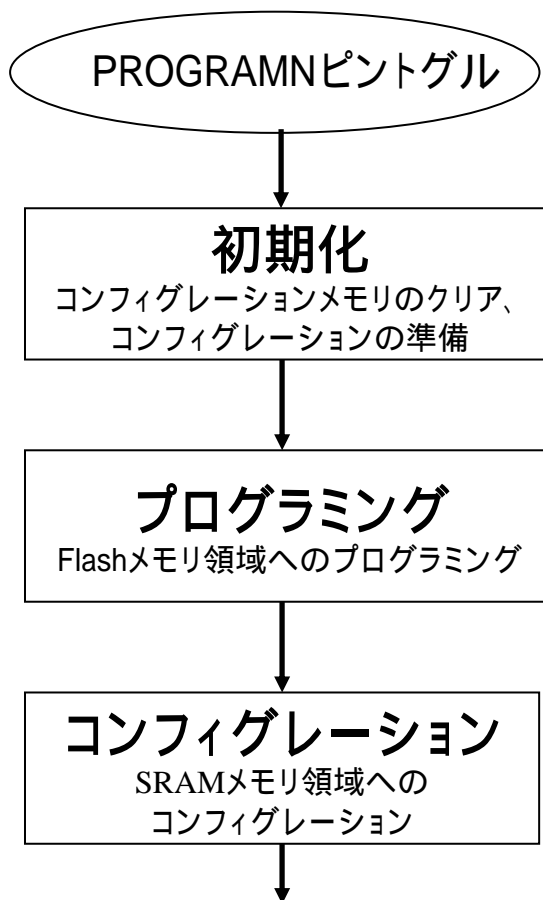 PROGRAMNピントグル
初期化
コンフィグレーションメモリのクリア、
コンフィグレーションの準備
プログラミング
Flashメモリ領域へのプログラミング
コンフィグレーション
SRAMメモリ領域への
コンフィグレーション